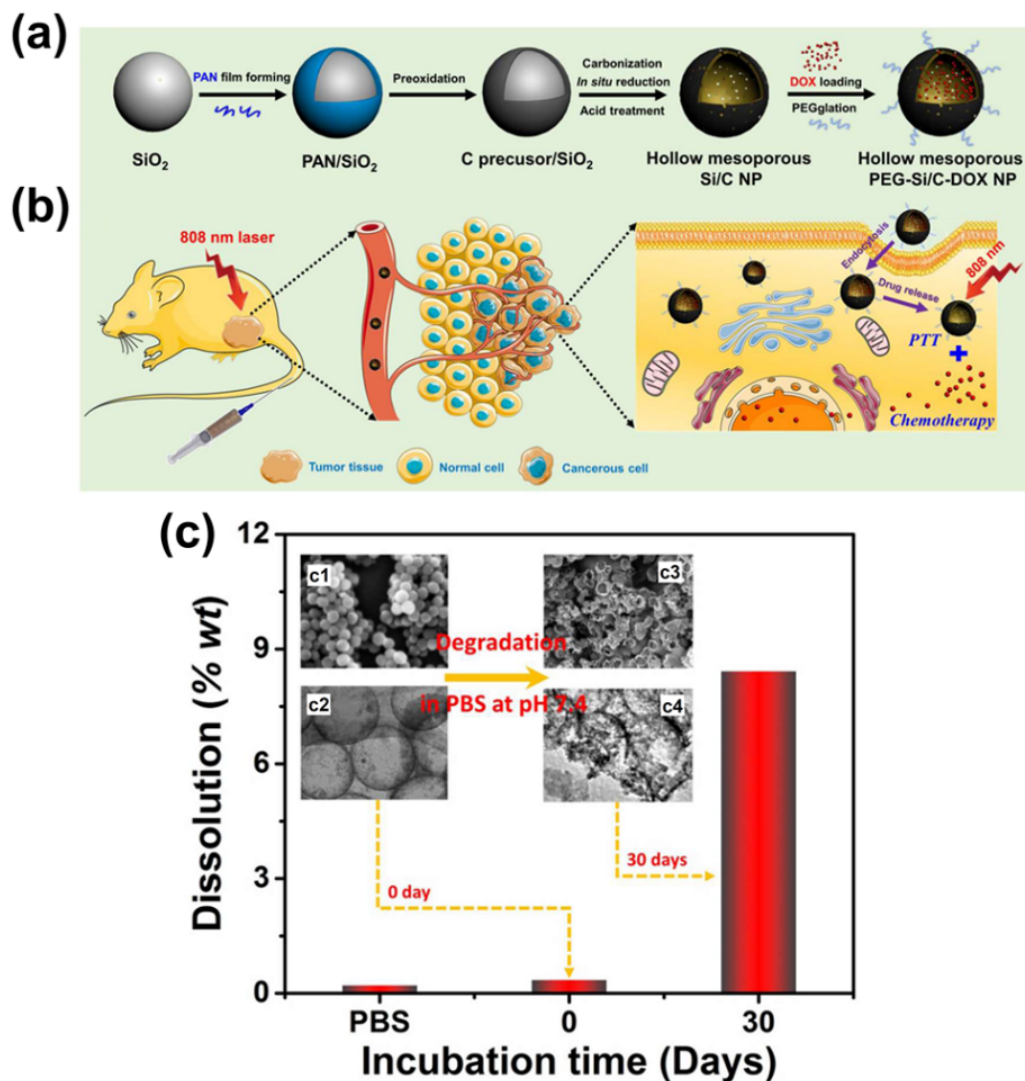 (a)
PAN film forming
Preoxidation
Carbonization
In situ reduction
Acid treatment
DOX loading
PEGglation
SiO2
PAN/SiO2
C precusor/SiO2
Hollow mesoporous
Si/C NP
Hollow mesoporous
PEG-Si/C-DOX NP
(b)
808 nm laser
Endocytosis
808 nm
Drug release
PTT
+
Chemotherapy
Tumor tissue
Normal cell
Cancerous cell
(c)
Dissolution (% wt)
12
9
6
3
0
c1
c3
Degradation
in PBS at pH 7.4
c2
c4
0 day
30 days
PBS
0
30
Incubation time (Days)